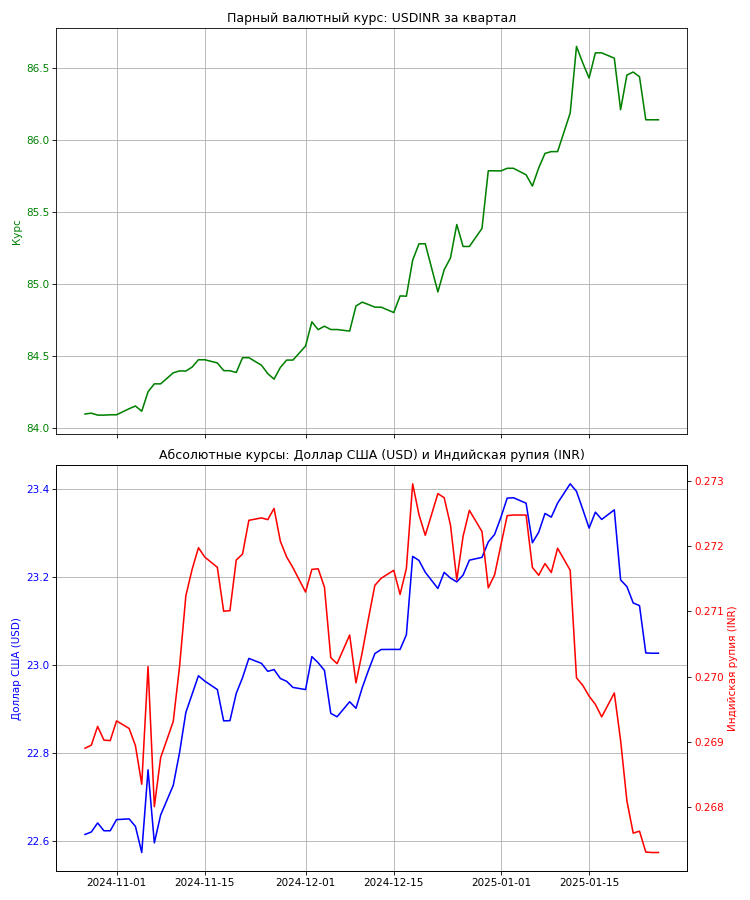 Парный валютный курс: USDINR за квартал
86.5
86.0
85.5
85.0
84.5
84.0
Курс
Абсолютные курсы: Доллар США (USD) и Индийская рупия (INR)
23.4
23.2
23.0
22.8
22.6
Доллар США (USD)
0.273
0.272
0.271
0.270
0.269
0.268
Индийская рупия (INR)
2024-11-01 2024-11-15 2024-12-01 2024-12-15 2025-01-01 2025-01-15